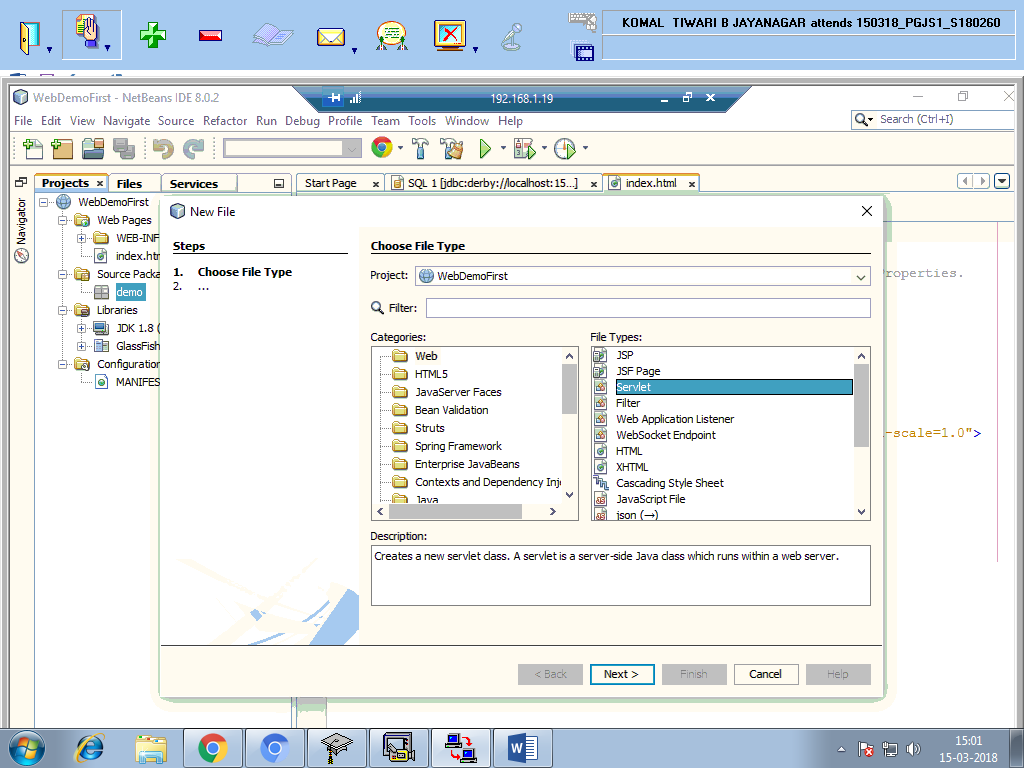 KOMAL TIWARI B JAYANAGAR attends 150318_PGJS1_S180260
WebDemoFirst - NetBeans IDE 8.0.2
192.168.1.19
File Edit View Navigate Source Refactor Run Debug Profile Team Tools Window Help
Search (Ctrl+I)
Projects Files Services
Start Page SQL 1 [jdbc:derby://localhost:15...] index.html
Navigator
WebDemoFirst
Web Pages
WEB-INF
index.htm
Source Packa
demo
Libraries
JDK 1.8 (
GlassFish
Configuration
MANIFES
roperties.
-scale=1.0">
New File
Steps
1. Choose File Type
2. ...
Choose File Type
Project: WebDemoFirst
Filter:
Categories:
Web
HTML5
JavaServer Faces
Bean Validation
Struts
Spring Framework
Enterprise JavaBeans
Contexts and Dependency Inje
Java
File Types:
JSP
JSF Page
Servlet
Filter
Web Application Listener
WebSocket Endpoint
HTML
XHTML
Cascading Style Sheet
JavaScript File
json (→)
Description:
Creates a new servlet class. A servlet is a server-side Java class which runs within a web server.
< Back Next > Finish Cancel Help
15:01
15-03-2018